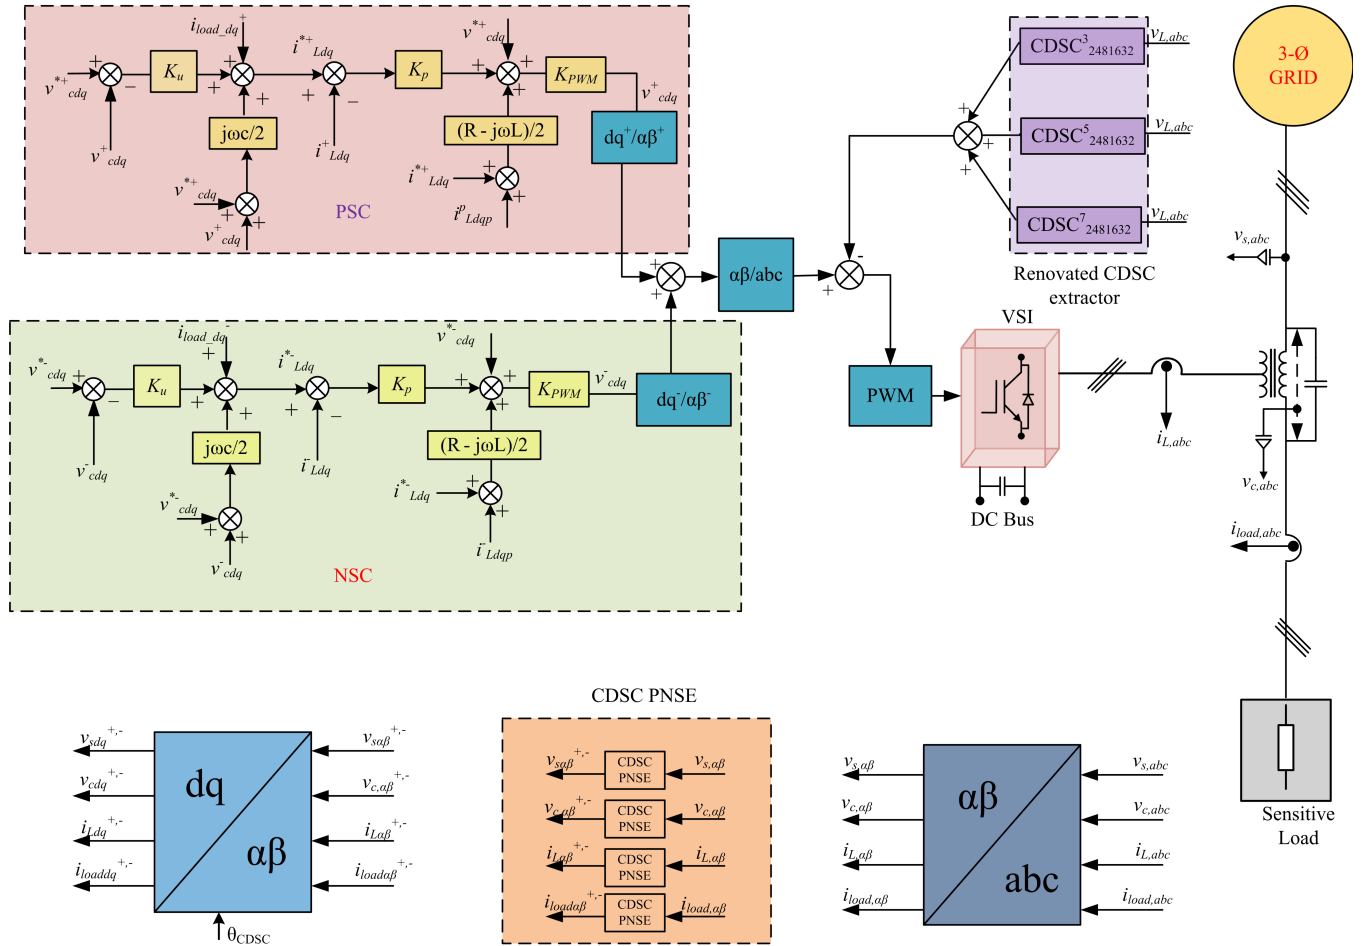 i_load_dq^+
v^*+_cdq
K_u
v^+_cdq
jωc/2
v^*+_cdq
v^+_cdq
i^*+_Ldq
i^+_Ldq
K_p
v^*+_cdq
K_PWM
v^+_cdq
(R - jωL)/2
i^*+_Ldq
i^p_Ldqp
dq^+/αβ^+
PSC
CDSC^3_2481632
v_L,abc
CDSC^5_2481632
v_L,abc
CDSC^7_2481632
v_L,abc
Renovated CDSC
extractor
3-Ø
GRID
v_s,abc
αβ/abc
VSI
PWM
DC Bus
i_L,abc
v_c,abc
i_load,abc
Sensitive
Load
i_load_dq^-
v^*-_cdq
K_u
v^-_cdq
jωc/2
v^*-_cdq
v^-_cdq
i^*-_Ldq
i^-_Ldq
K_p
v^*-_cdq
K_PWM
v^-_cdq
(R - jωL)/2
i^*-_Ldq
i^-_Ldqp
dq^-/αβ^-
NSC
v_sdq^+,-
v_cdq^+,-
i_Ldq^+,-
i_loaddq^+,-
dq
αβ
v_sαβ^+,-
v_c,αβ^+,-
i_Lαβ^+,-
i_loadαβ^+,-
θ_CDSC
CDSC PNSE
v_sαβ^+,-
CDSC
PNSE
v_s,αβ
v_c,αβ^+,-
CDSC
PNSE
v_c,αβ
i_Lαβ^+,-
CDSC
PNSE
i_L,αβ
i_loadαβ^+,-
CDSC
PNSE
i_load,αβ
v_s,αβ
v_c,αβ
i_L,αβ
i_load,αβ
αβ
abc
v_s,abc
v_c,abc
i_L,abc
i_load,abc